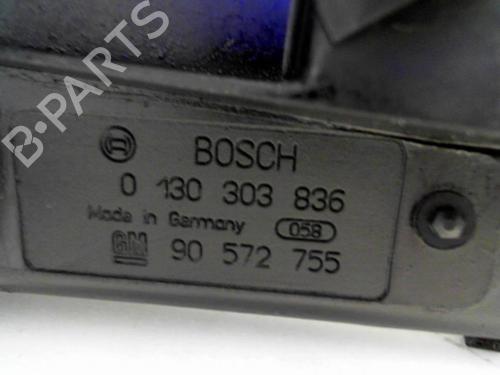 B-PARTS
BOSCH
0 130 303 836
Made in Germany 058
GM 90 572 755